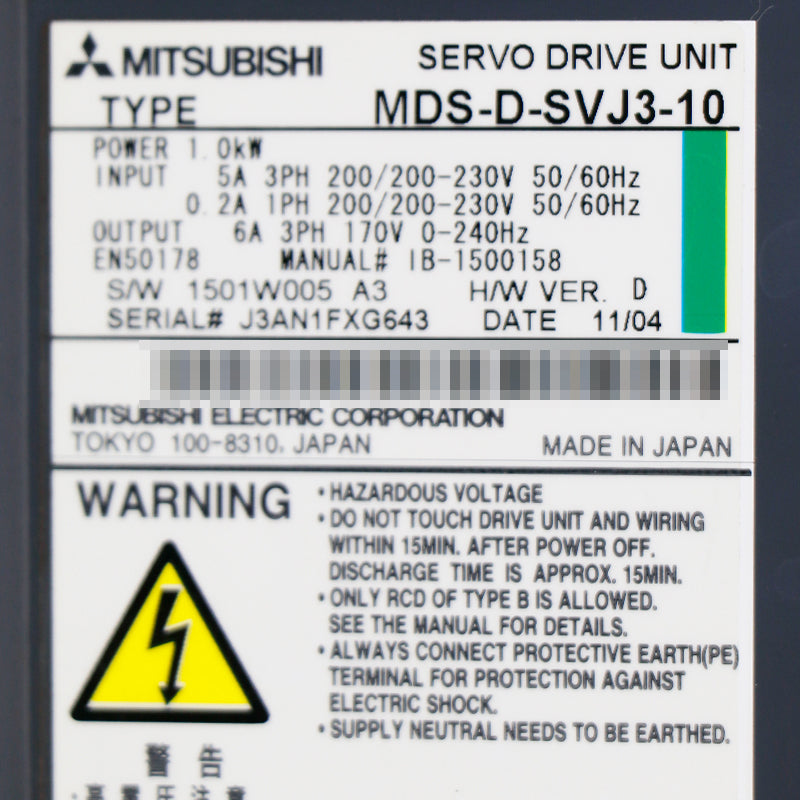 MITSUBISHI SERVO DRIVE UNIT
TYPE MDS-D-SVJ3-10
POWER 1.0kW
INPUT 5A 3PH 200/200-230V 50/60Hz
0.2A 1PH 200/200-230V 50/60Hz
OUTPUT 6A 3PH 170V 0-240Hz
EN50178 MANUAL# IB-1500158
S/W 1501W005 A3 H/W VER. D
SERIAL# J3AN1FXG643 DATE 11/04
MITSUBISHI ELECTRIC CORPORATION
TOKYO 100-8310, JAPAN MADE IN JAPAN
WARNING
・HAZARDOUS VOLTAGE
・DO NOT TOUCH DRIVE UNIT AND WIRING
WITHIN 15MIN. AFTER POWER OFF.
DISCHARGE TIME IS APPROX. 15MIN.
・ONLY RCD OF TYPE B IS ALLOWED.
SEE THE MANUAL FOR DETAILS.
・ALWAYS CONNECT PROTECTIVE EARTH(PE)
TERMINAL FOR PROTECTION AGAINST
ELECTRIC SHOCK.
・SUPPLY NEUTRAL NEEDS TO BE EARTHED.
警告